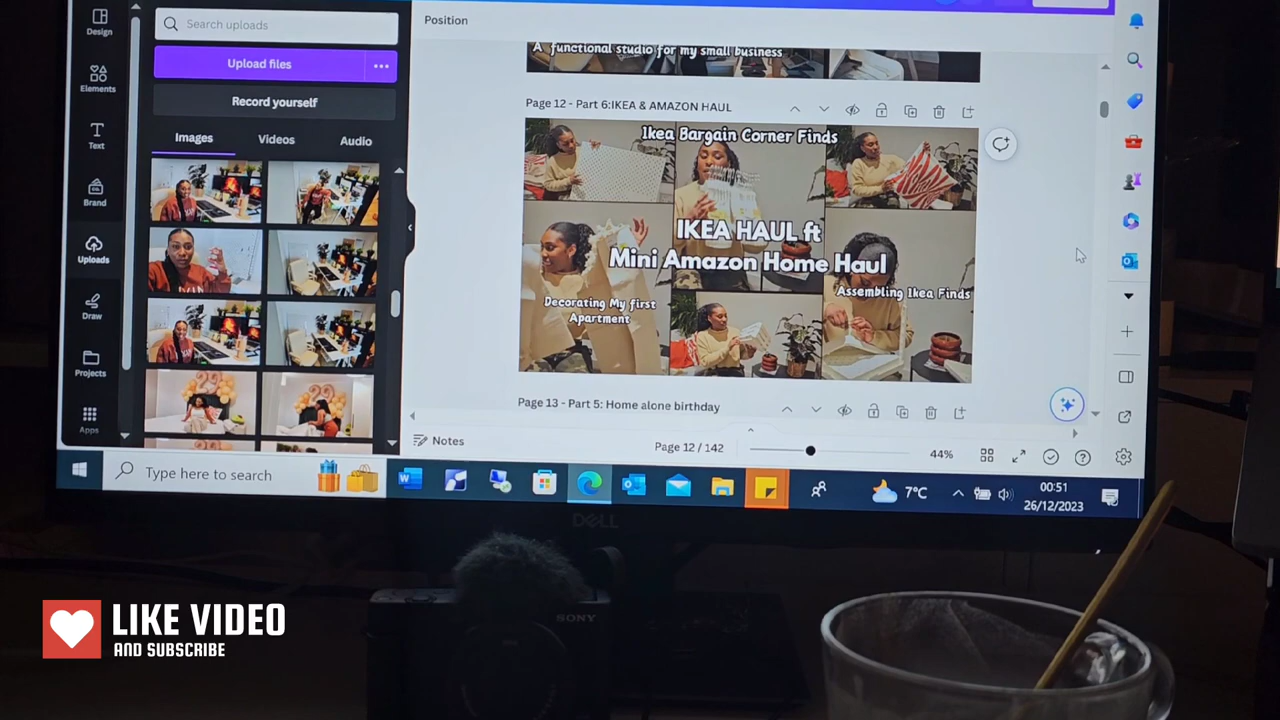 Design
Elements
Text
Brand
Uploads
Draw
Projects
Apps
Search uploads
Upload files
Record yourself
Images
Videos
Audio
Position
A functional studio for my small business
Page 12 - Part 6:IKEA & AMAZON HAUL
Ikea Bargain Corner Finds
IKEA HAUL ft
Mini Amazon Home Haul
Decorating My first
Apartment
Assembling Ikea Finds
Page 13 - Part 5: Home alone birthday
Notes
Page 12 / 142
44%
Type here to search
7°C
00:51
26/12/2023
DELL
SONY
LIKE VIDEO
AND SUBSCRIBE